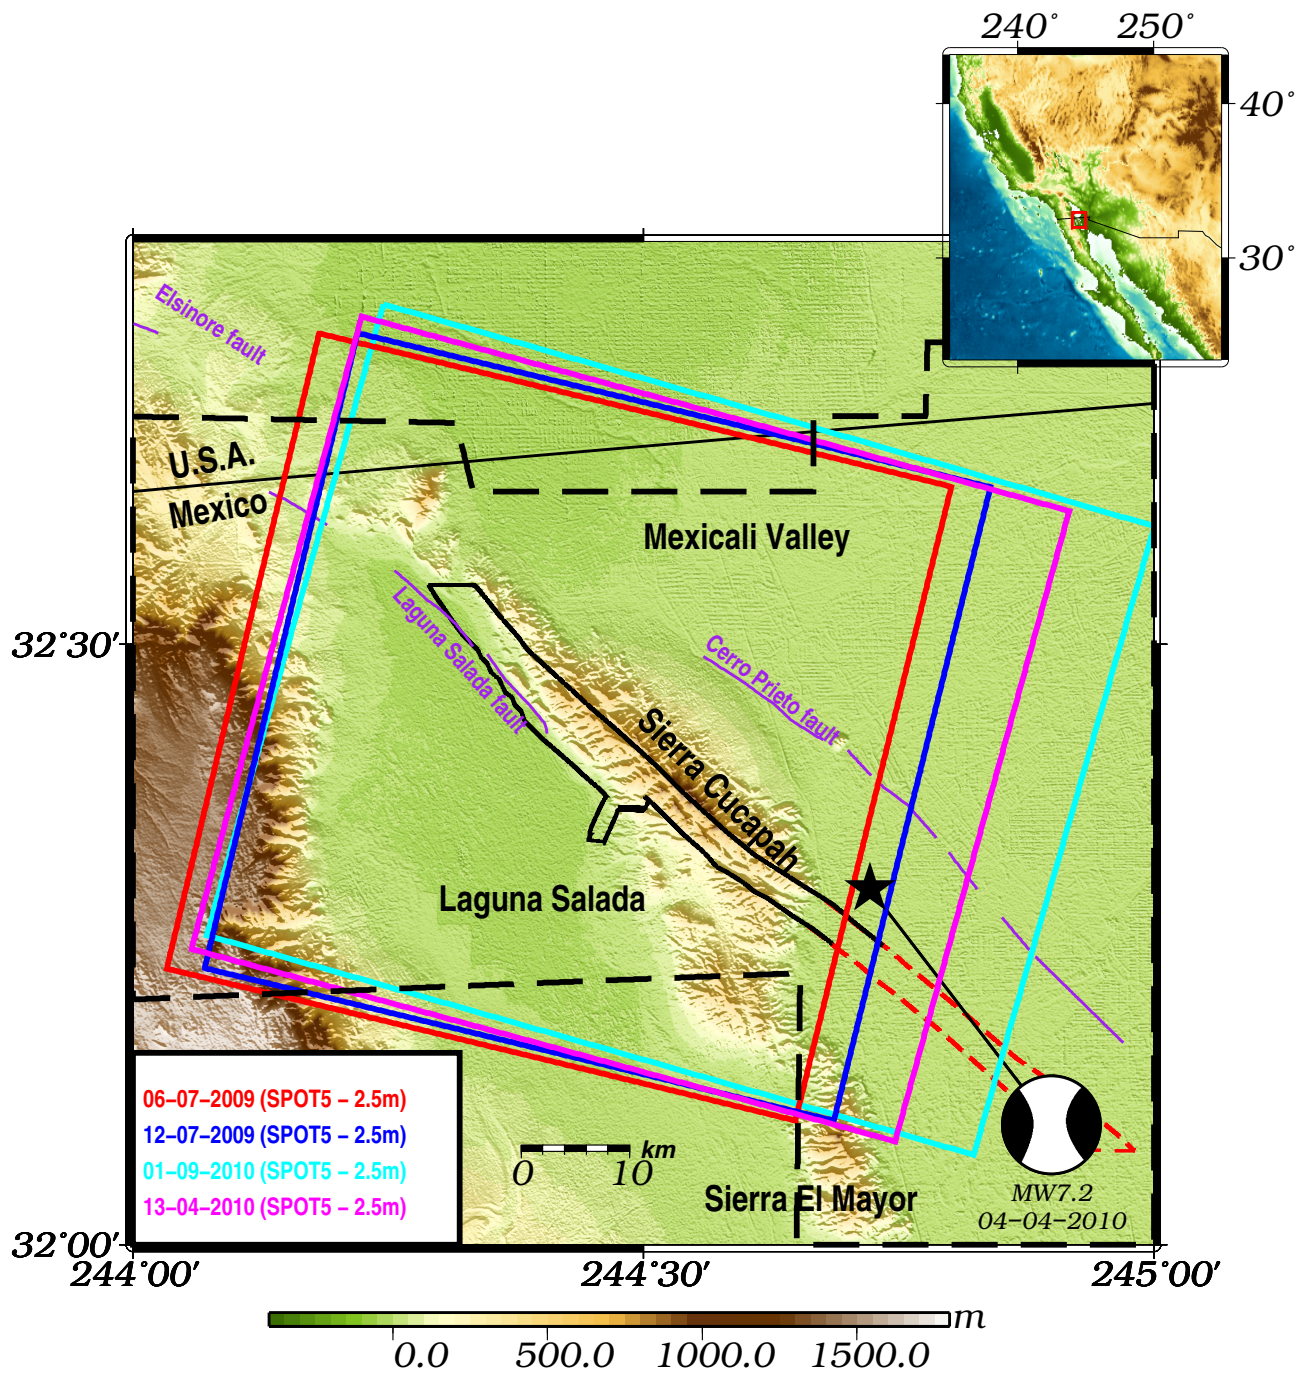 240° 250°
40°
30°
Elsinore fault
U.S.A.
Mexico
Mexicali Valley
32°30'
Laguna Salada fault
Cerro Prieto fault
Sierra Cucapah
Laguna Salada
06-07-2009 (SPOT5 - 2.5m)
12-07-2009 (SPOT5 - 2.5m)
01-09-2010 (SPOT5 - 2.5m)
13-04-2010 (SPOT5 - 2.5m)
km
0 10
Sierra El Mayor
MW7.2
04-04-2010
32°00'
244°00' 244°30' 245°00'
m
0.0 500.0 1000.0 1500.0